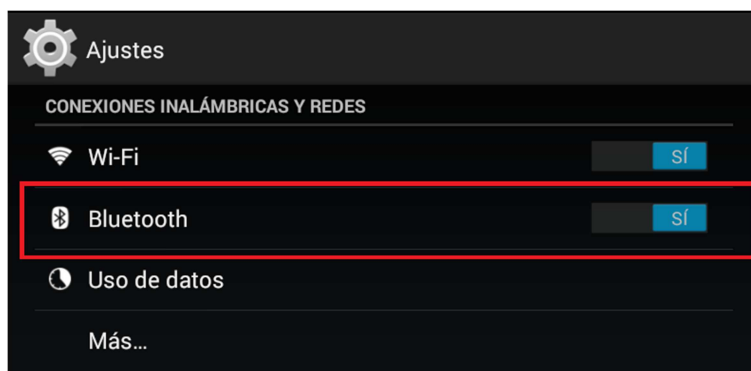 Ajustes
CONEXIONES INALÁMBRICAS Y REDES
Wi-Fi SÍ
Bluetooth SÍ
Uso de datos
Más...